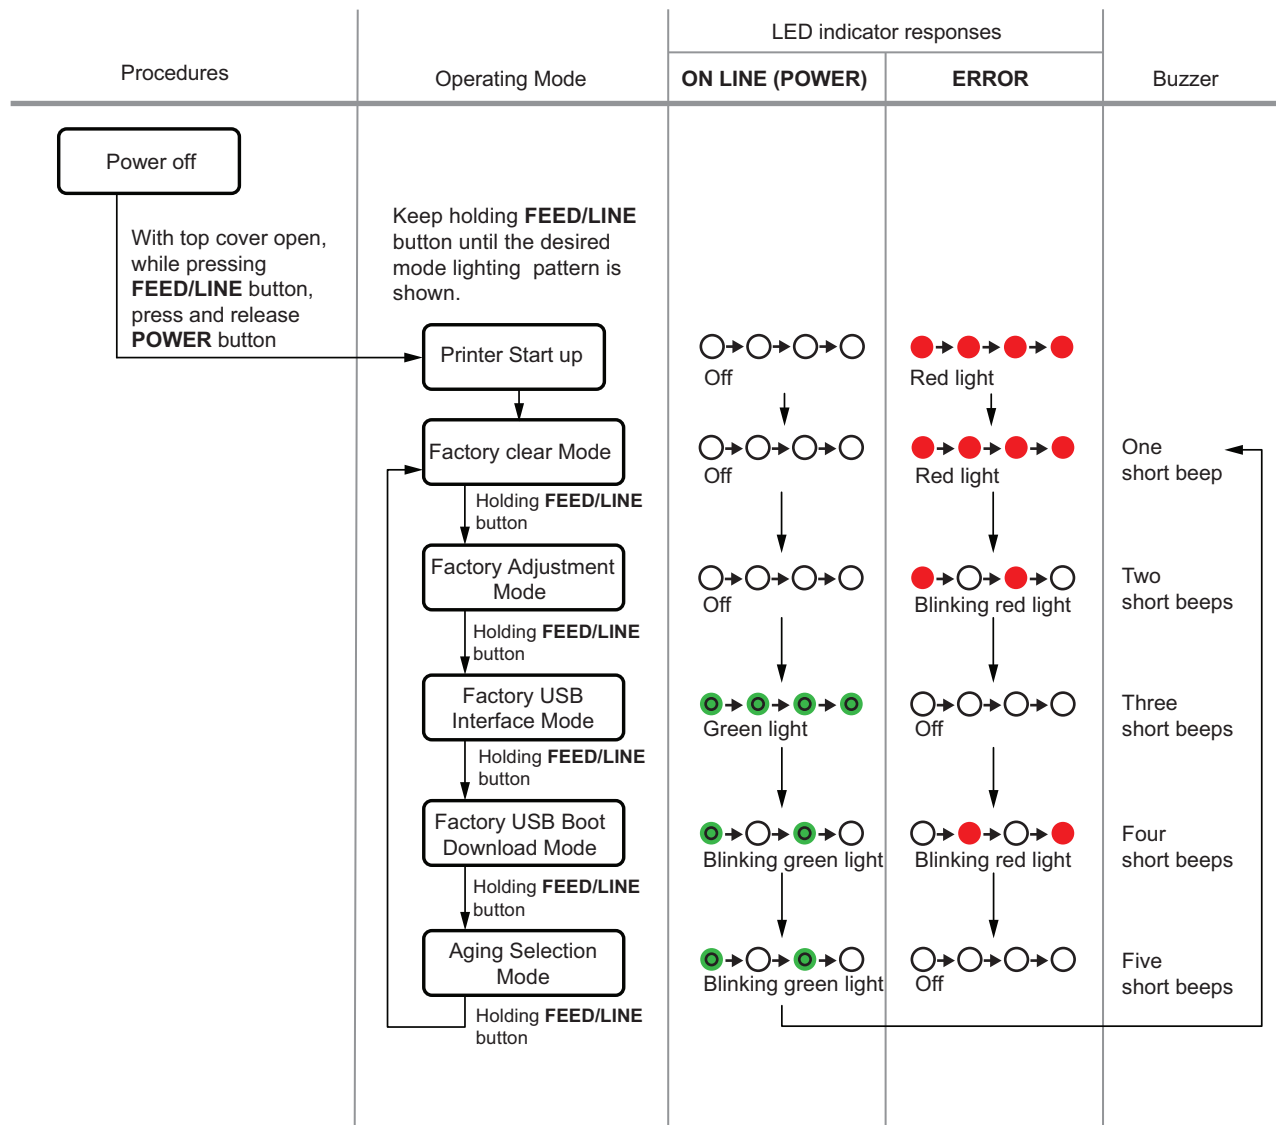 LED indicator responses
Procedures
Operating Mode
ON LINE (POWER)
ERROR
Buzzer
Power off
With top cover open,
while pressing
FEED/LINE button,
press and release
POWER button
Keep holding FEED/LINE
button until the desired
mode lighting pattern is
shown.
Printer Start up
Off
Red light
Factory clear Mode
Off
Red light
One
short beep
Holding FEED/LINE
button
Factory Adjustment
Mode
Off
Blinking red light
Two
short beeps
Holding FEED/LINE
button
Factory USB
Interface Mode
Green light
Off
Three
short beeps
Holding FEED/LINE
button
Factory USB Boot
Download Mode
Blinking green light
Blinking red light
Four
short beeps
Holding FEED/LINE
button
Aging Selection
Mode
Blinking green light
Off
Five
short beeps
Holding FEED/LINE
button